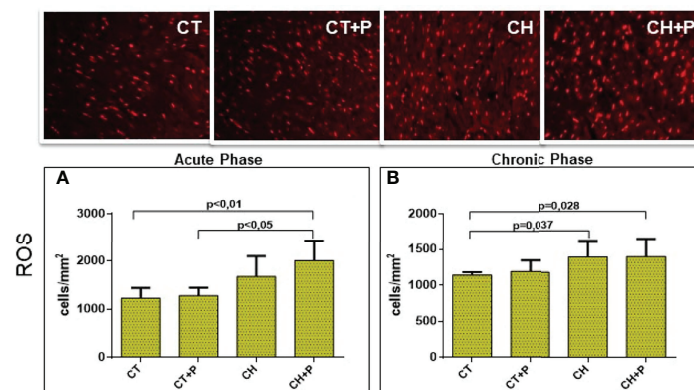 CT CT+P CH CH+P
Acute Phase Chronic Phase
ROS
A
p<0,01
p<0,05
3000
2000
1000
0
cells/mm²
CT CT+P CH CH+P
B
p=0,028
p=0,037
2000
1500
1000
500
0
cells/mm²
CT CT+P CH CH+P